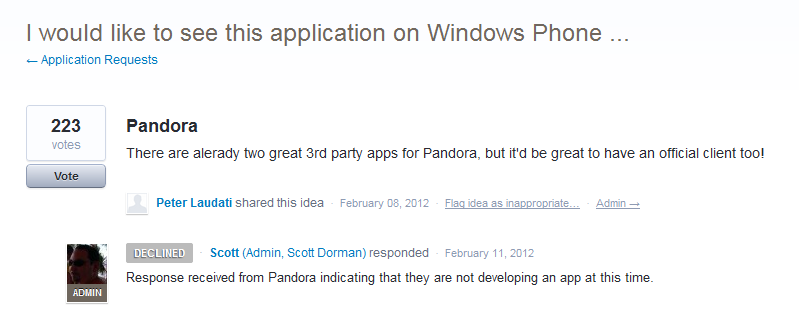 I would like to see this application on Windows Phone ...
← Application Requests
223
votes
Vote
Pandora
There are alerady two great 3rd party apps for Pandora, but it'd be great to have an official client too!
Peter Laudati shared this idea · February 08, 2012 · Flag idea as inappropriate... · Admin →
DECLINED · Scott (Admin, Scott Dorman) responded · February 11, 2012
ADMIN
Response received from Pandora indicating that they are not developing an app at this time.